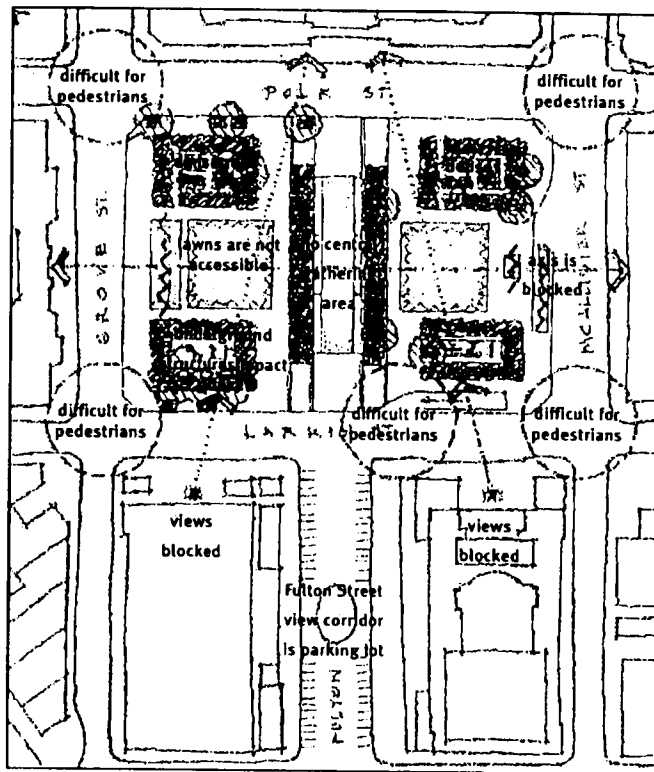 difficult for
pedestrians
difficult for
pedestrians
POLK ST
GROVE ST
MCALLISTER ST
lawns are not
accessible
no central
gathering
area
axis is
blocked
underground
structures impact
difficult for
pedestrians
difficult for
pedestrians
difficult for
pedestrians
LARKIN ST
views
blocked
views
blocked
Fulton Street
view corridor
is parking lot
FULTON